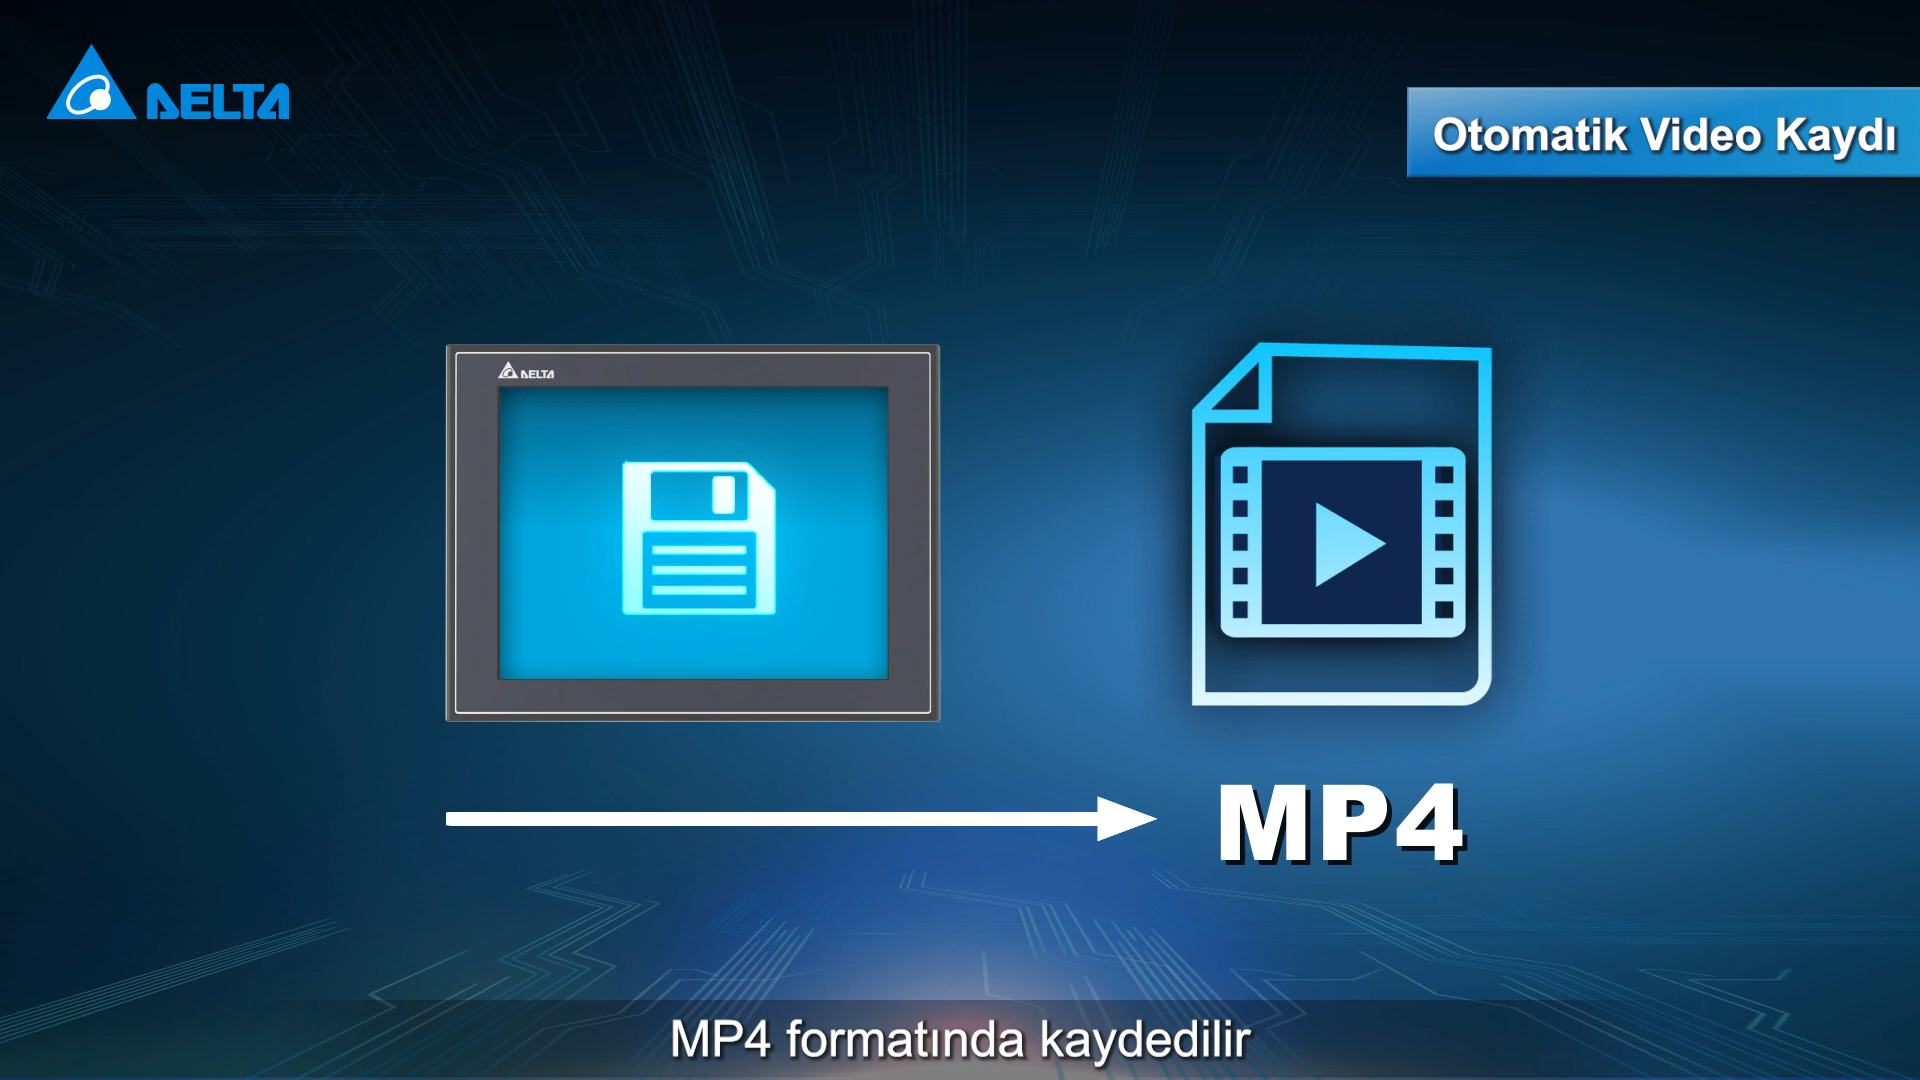 DELTA
Otomatik Video Kaydı
DELTA
MP4
MP4 formatında kaydedilir